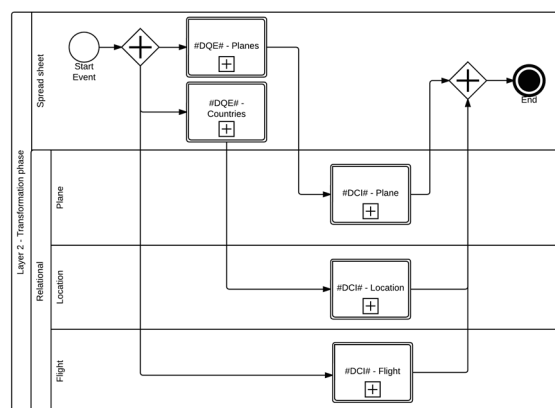 Layer 2 - Transformation phase
Spread sheet
Start
Event
#DQE# - Planes
#DQE# -
Countries
End
Relational
Plane
#DCI# - Plane
Location
#DCI# - Location
Flight
#DCI# - Flight